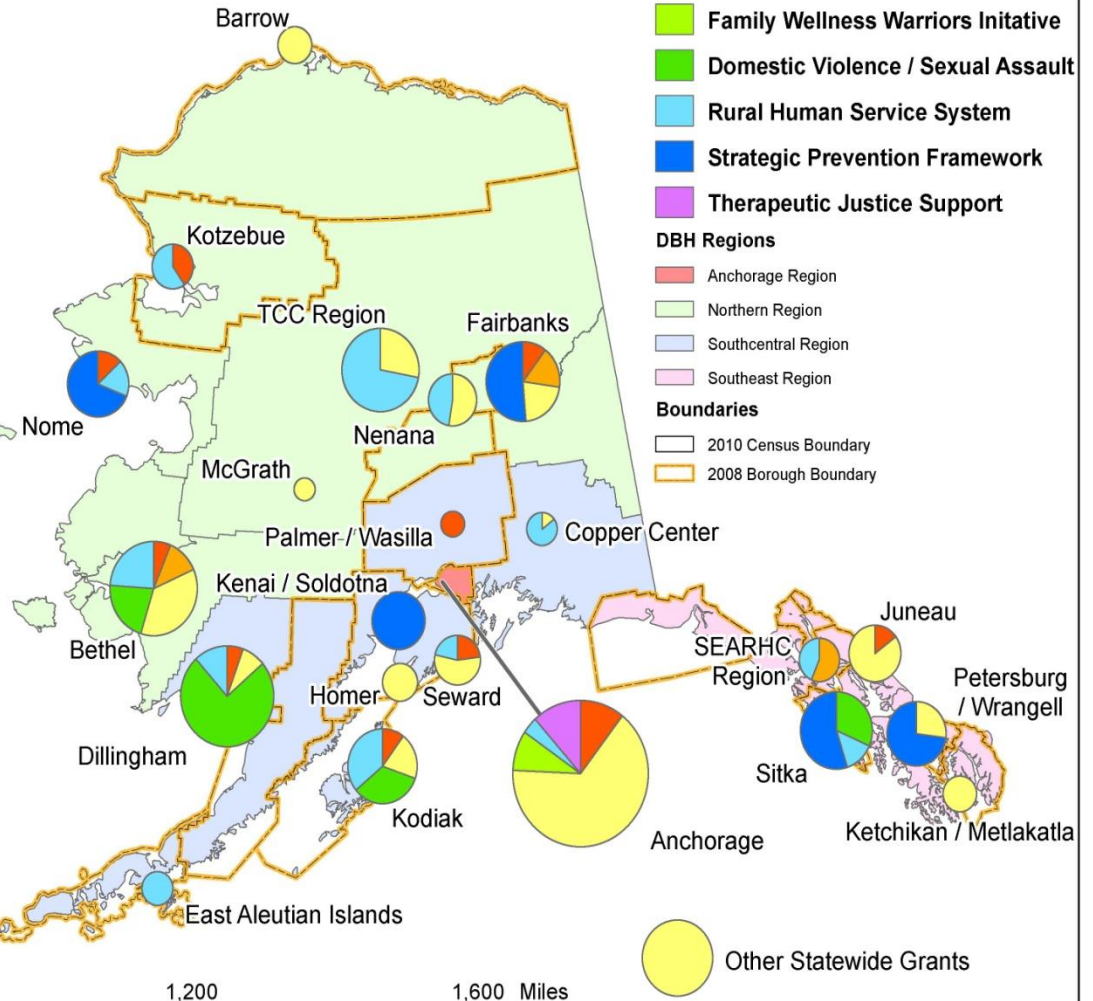 Barrow
Family Wellness Warriors Initative
Domestic Violence / Sexual Assault
Rural Human Service System
Strategic Prevention Framework
Therapeutic Justice Support
DBH Regions
Anchorage Region
Northern Region
Southcentral Region
Southeast Region
Boundaries
2010 Census Boundary
2008 Borough Boundary
Kotzebue
TCC Region
Fairbanks
Nome
Nenana
McGrath
Palmer / Wasilla
Copper Center
Kenai / Soldotna
Bethel
Homer
Seward
Dillingham
Kodiak
Anchorage
East Aleutian Islands
Juneau
SEARHC
Region
Petersburg
/ Wrangell
Sitka
Ketchikan / Metlakatla
Other Statewide Grants
1,200 1,600 Miles